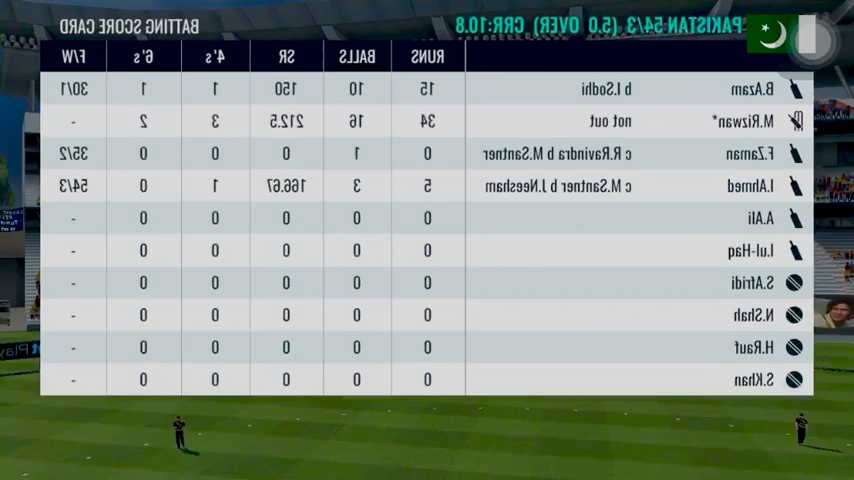 PAKISTAN 54/3 (5.0 OVER) CRR:10.8 BATTING SCORE CARD
RUNS BALLS SR 4's 6's F/W
B.Azam b I.Sodhi 15 10 150 1 1 30/1
M.Rizwan* not out 34 16 212.5 3 2 -
F.Zaman c R.Ravindra b M.Santner 0 1 0 0 0 35/2
I.Ahmed c M.Santner b J.Neesham 5 3 166.67 1 0 54/3
A.Ali 0 0 0 0 0 -
I.ul-Haq 0 0 0 0 0 -
S.Afridi 0 0 0 0 0 -
N.Shah 0 0 0 0 0 -
H.Rauf 0 0 0 0 0 -
S.Khan 0 0 0 0 0 -